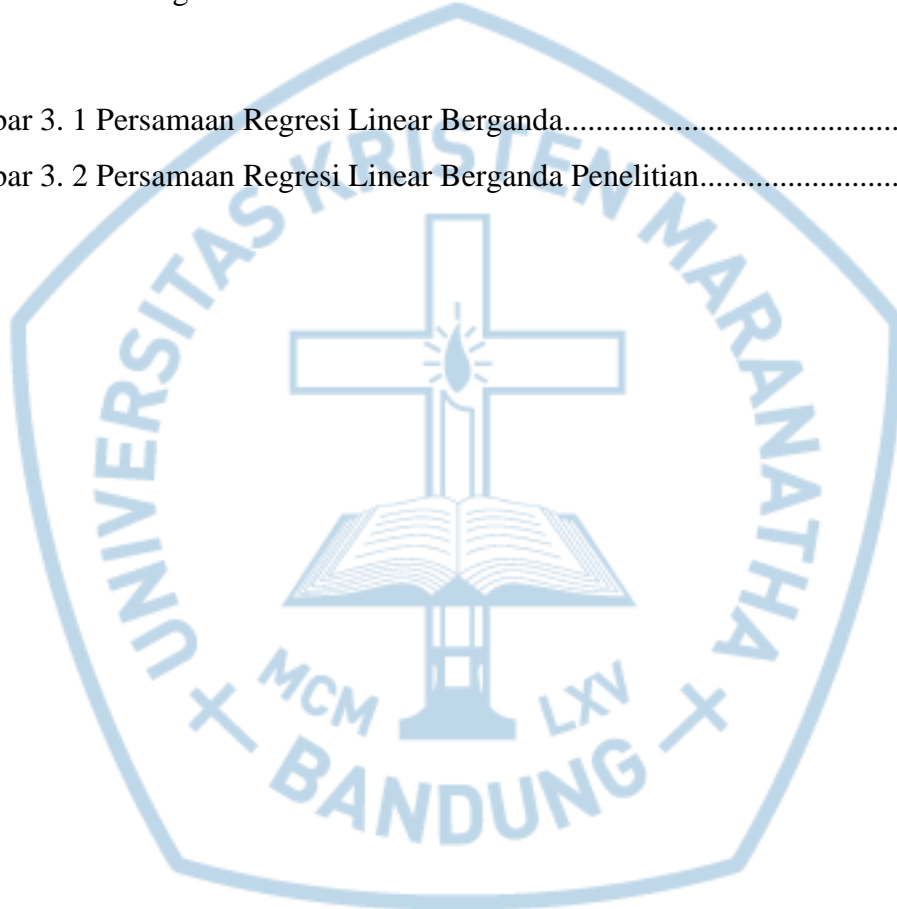 bar 3. 1 Persamaan Regresi Linear Berganda....................................
bar 3. 2 Persamaan Regresi Linear Berganda Penelitian........................
UNIVERSITAS KRISTEN MARANATHA
MCM LXV
BANDUNG